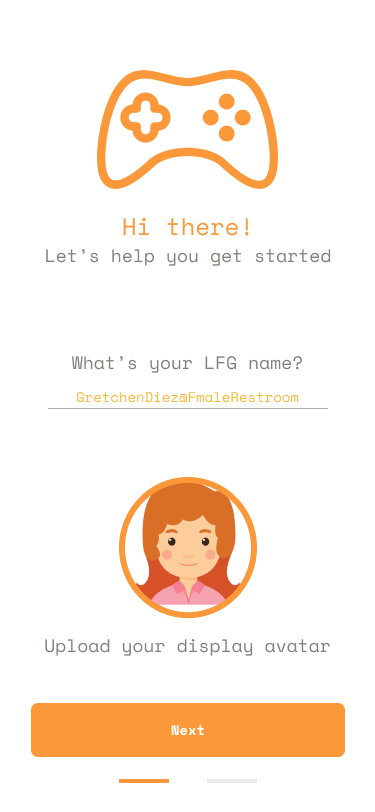 Hi there!
Let's help you get started
What's your LFG name?
GretchenDiez@FmaleRestroom
Upload your display avatar
Next